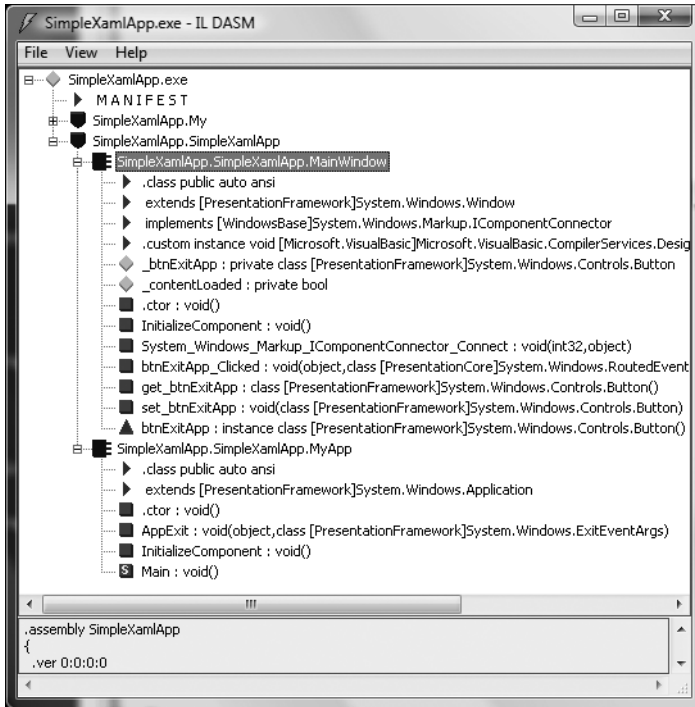 SimpleXamlApp.exe - IL DASM
File View Help
SimpleXamlApp.exe
MANIFEST
SimpleXamlApp.My
SimpleXamlApp.SimpleXamlApp
SimpleXamlApp.SimpleXamlApp.MainWindow
.class public auto ansi
extends [PresentationFramework]System.Windows.Window
implements [WindowsBase]System.Windows.Markup.IComponentConnector
.custom instance void [Microsoft.VisualBasic]Microsoft.VisualBasic.CompilerServices.Desig
_btnExitApp : private class [PresentationFramework]System.Windows.Controls.Button
_contentLoaded : private bool
.ctor : void()
InitializeComponent : void()
System_Windows_Markup_IComponentConnector_Connect : void(int32,object)
btnExitApp_Clicked : void(object,class [PresentationCore]System.Windows.RoutedEvent
get_btnExitApp : class [PresentationFramework]System.Windows.Controls.Button()
set_btnExitApp : void(class [PresentationFramework]System.Windows.Controls.Button)
btnExitApp : instance class [PresentationFramework]System.Windows.Controls.Button()
SimpleXamlApp.SimpleXamlApp.MyApp
.class public auto ansi
extends [PresentationFramework]System.Windows.Application
.ctor : void()
AppExit : void(object,class [PresentationFramework]System.Windows.ExitEventArgs)
InitializeComponent : void()
S Main : void()
.assembly SimpleXamlApp
{
.ver 0:0:0:0